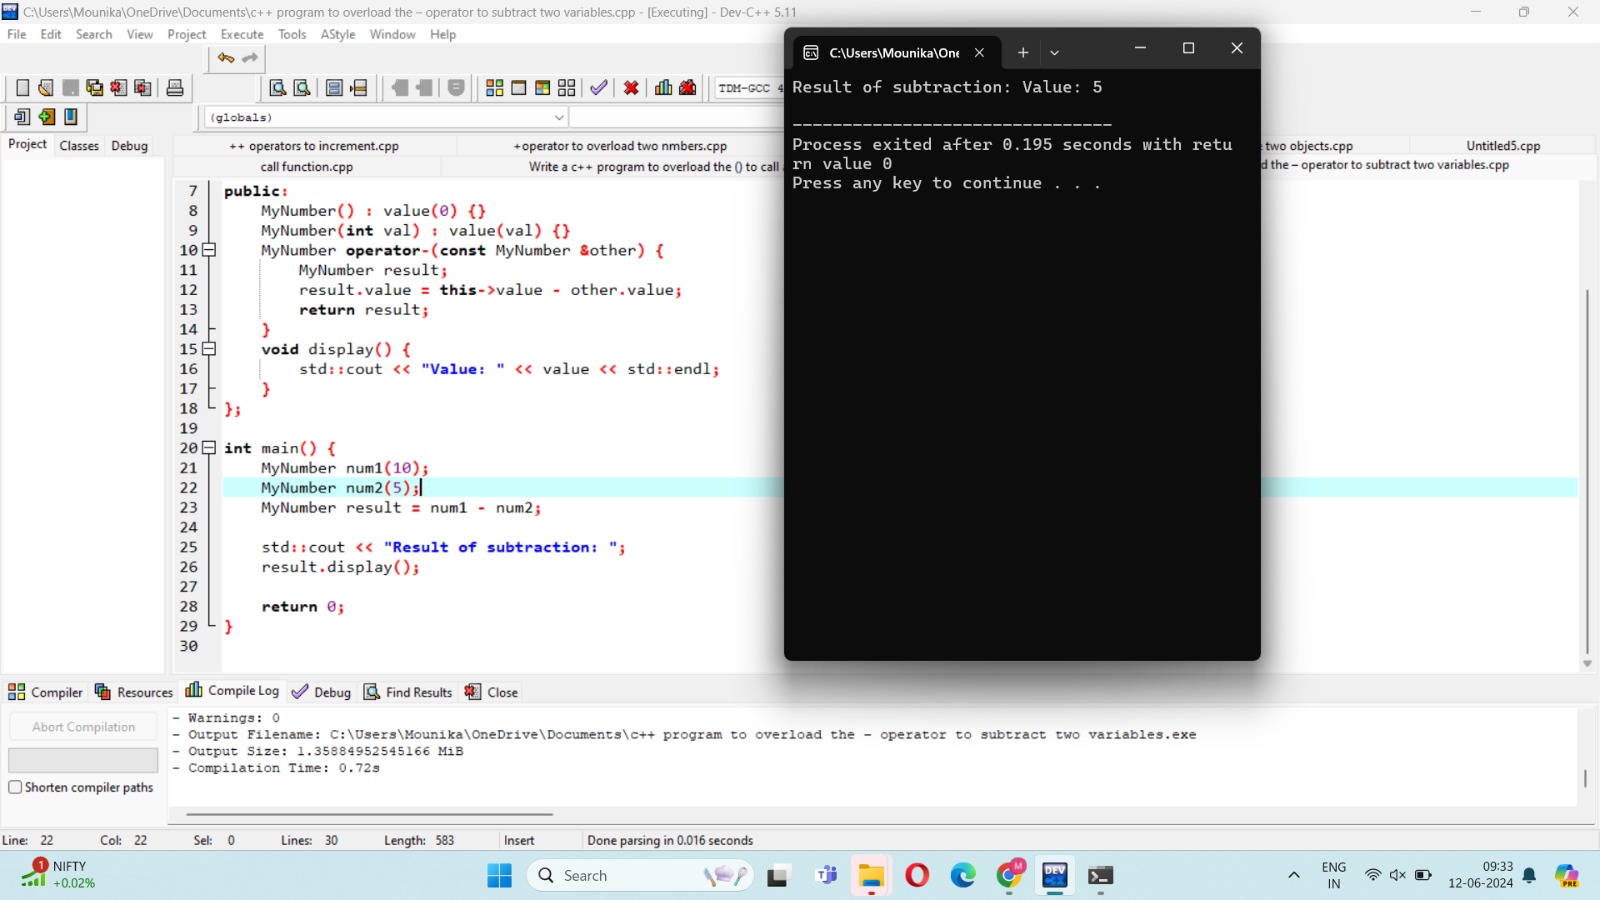 C:\Users\Mounika\OneDrive\Documents\c++ program to overload the – operator to subtract two variables.cpp - [Executing] - Dev-C++ 5.11
File Edit Search View Project Execute Tools AStyle Window Help
TDM-GCC 4
(globals)
Project Classes Debug
++ operators to increment.cpp +operator to overload two nmbers.cpp two objects.cpp Untitled5.cpp
call function.cpp Write a c++ program to overload the () to call d the – operator to subtract two variables.cpp
7 public:
8 MyNumber() : value(0) {}
9 MyNumber(int val) : value(val) {}
10 MyNumber operator-(const MyNumber &other) {
11 MyNumber result;
12 result.value = this->value - other.value;
13 return result;
14 }
15 void display() {
16 std::cout << "Value: " << value << std::endl;
17 }
18 };
19
20 int main() {
21 MyNumber num1(10);
22 MyNumber num2(5);
23 MyNumber result = num1 - num2;
24
25 std::cout << "Result of subtraction: ";
26 result.display();
27
28 return 0;
29 }
30
C:\Users\Mounika\One
Result of subtraction: Value: 5
--------------------------------
Process exited after 0.195 seconds with retu
rn value 0
Press any key to continue . . .
Compiler Resources Compile Log Debug Find Results Close
Abort Compilation
Shorten compiler paths
- Warnings: 0
- Output Filename: C:\Users\Mounika\OneDrive\Documents\c++ program to overload the – operator to subtract two variables.exe
- Output Size: 1.35884952545166 MiB
- Compilation Time: 0.72s
Line: 22 Col: 22 Sel: 0 Lines: 30 Length: 583 Insert Done parsing in 0.016 seconds
1
NIFTY
+0.02%
Search
M
DEV
ENG
IN
09:33
12-06-2024
PRE